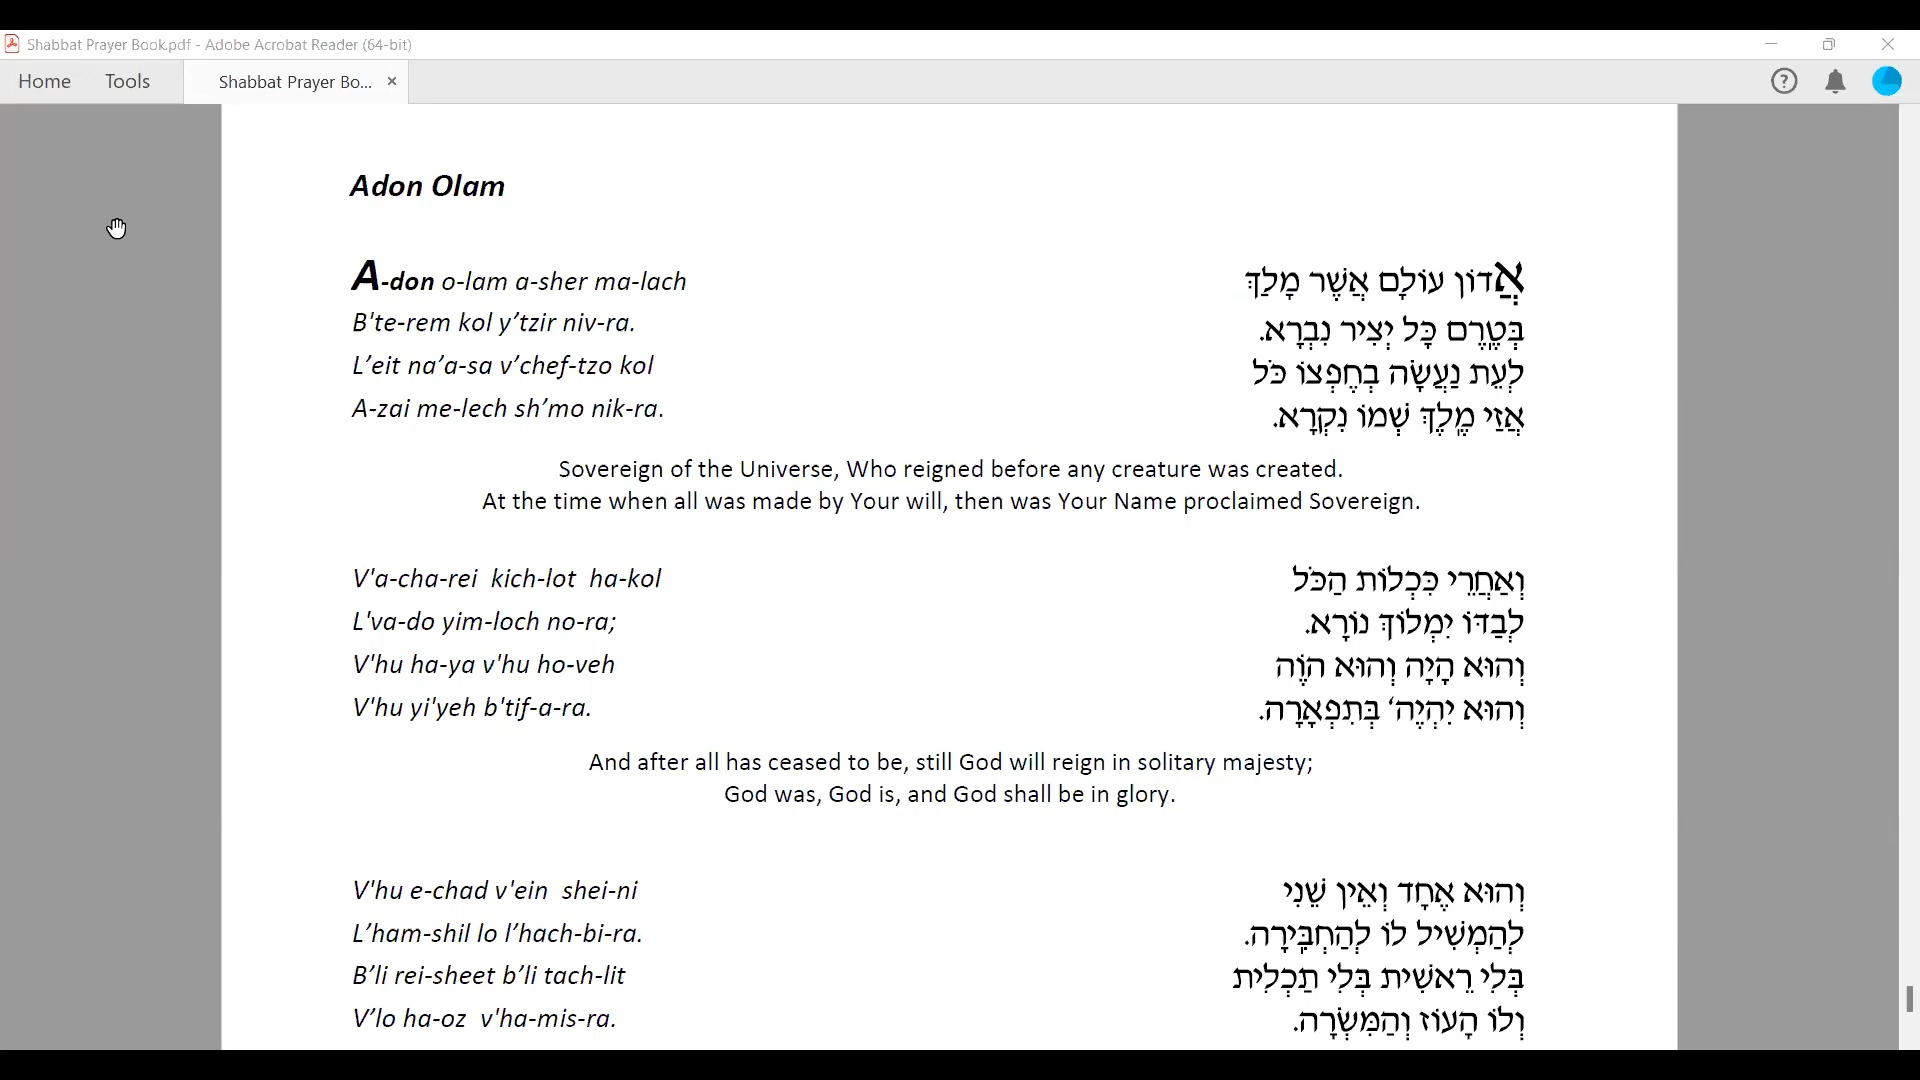 Shabbat Prayer Book.pdf - Adobe Acrobat Reader (64-bit)
Home Tools Shabbat Prayer Bo... ×
Adon Olam
A-don o-lam a-sher ma-lach
B'te-rem kol y’tzir niv-ra.
L’eit na’a-sa v’chef-tzo kol
A-zai me-lech sh’mo nik-ra.
אֲדוֹן עוֹלָם אֲשֶׁר מָלַךְ
בְּטֶֽרֶם כָּל יְצִיר נִבְרָא.
לְעֵת נַעֲשָׂה בְחֶפְצוֹ כֹּל
אֲזַי מֶֽלֶךְ שְׁמוֹ נִקְרָא.
Sovereign of the Universe, Who reigned before any creature was created.
At the time when all was made by Your will, then was Your Name proclaimed Sovereign.
V'a-cha-rei kich-lot ha-kol
L'va-do yim-loch no-ra;
V'hu ha-ya v'hu ho-veh
V'hu yi'yeh b'tif-a-ra.
וְאַחֲרֵי כִּכְלוֹת הַכֹּל
לְבַדּוֹ יִמְלוֹךְ נוֹרָא.
וְהוּא הָיָה וְהוּא הֹוֶה
וְהוּא יִהְיֶה‘ בְּתִפְאָרָה.
And after all has ceased to be, still God will reign in solitary majesty;
God was, God is, and God shall be in glory.
V'hu e-chad v'ein shei-ni
L’ham-shil lo l’hach-bi-ra.
B’li rei-sheet b’li tach-lit
V’lo ha-oz v'ha-mis-ra.
וְהוּא אֶחָד וְאֵין שֵׁנִי
לְהַמְשִׁיל לוֹ לְהַחְבִּֽירָה.
בְּלִי רֵאשִׁית בְּלִי תַכְלִית
וְלוֹ הָעוֹז וְהַמִּשְׂרָה.